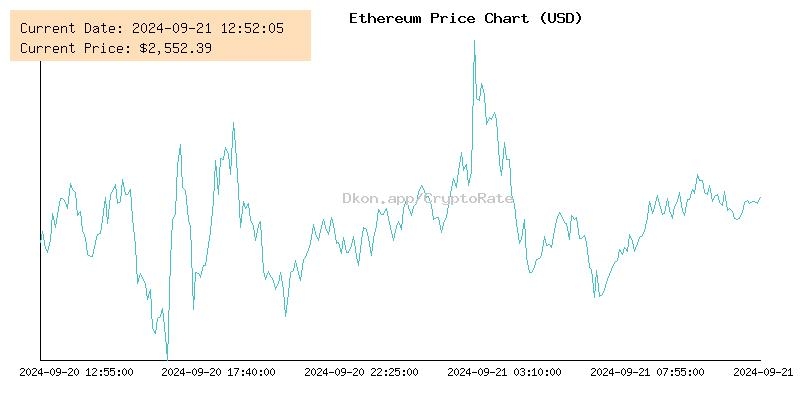 Ethereum Price Chart (USD)
Current Date: 2024-09-21 12:52:05
Current Price: $2,552.39
Dkon.app/CryptoRate
2024-09-20 12:55:00 2024-09-20 17:40:00 2024-09-20 22:25:00 2024-09-21 03:10:00 2024-09-21 07:55:00 2024-09-21